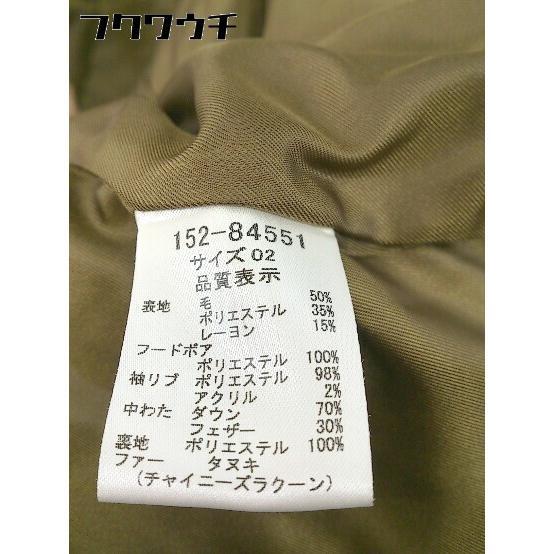 フクワウチ
152-84551
サイズ02
品質表示
表地 毛 50%
ポリエステル 35%
レーヨン 15%
フードボア
ポリエステル 100%
袖リブ ポリエステル 98%
アクリル 2%
中わた ダウン 70%
フェザー 30%
裏地 ポリエステル 100%
ファー タヌキ
(チャイニーズラクーン)